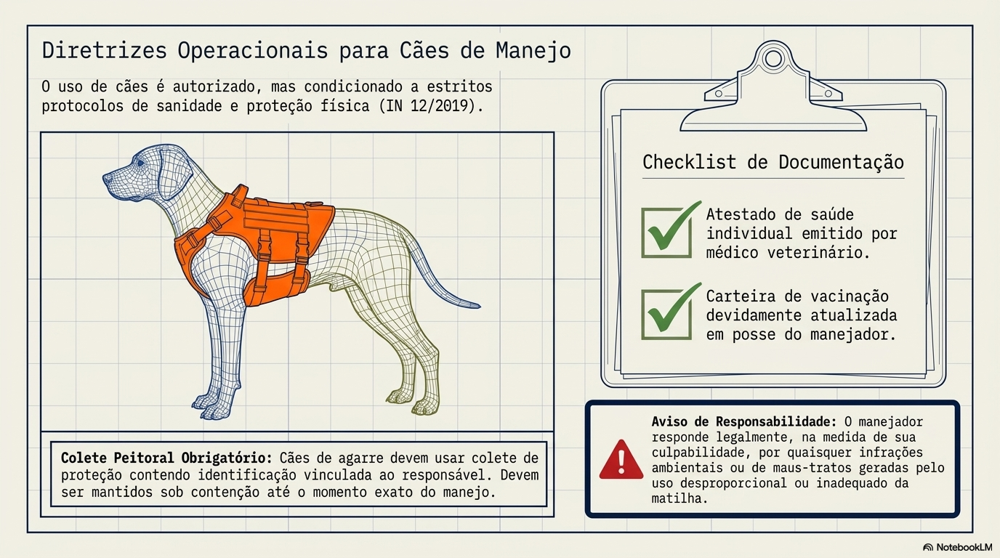 Diretrizes Operacionais para Cães de Manejo
O uso de cães é autorizado, mas condicionado a estritos
protocolos de sanidade e proteção física (IN 12/2019).
Colete Peitoral Obrigatório: Cães de agarre devem usar colete de
proteção contendo identificação vinculada ao responsável. Devem
ser mantidos sob contenção até o momento exato do manejo.
Checklist de Documentação
Atestado de saúde
individual emitido por
médico veterinário.
Carteira de vacinação
devidamente atualizada
em posse do manejador.
Aviso de Responsabilidade: O manejador
responde legalmente, na medida de sua
culpabilidade, por quaisquer infrações
ambientais ou de maus-tratos geradas pelo
uso desproporcional ou inadequado da
matilha.
NotebookLM